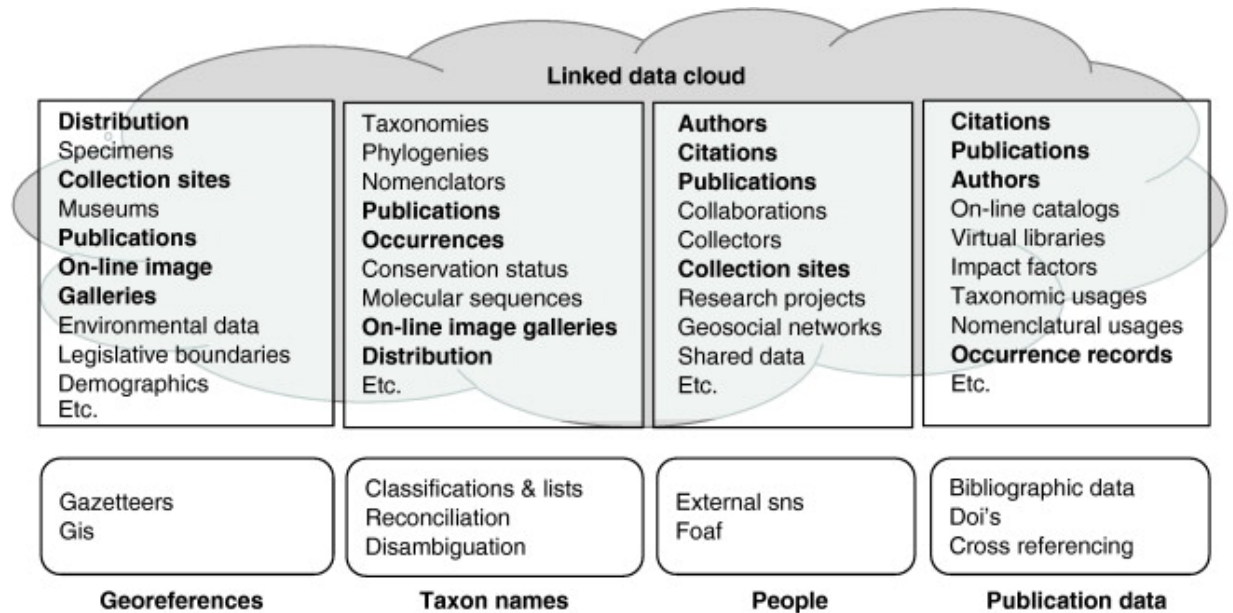 Linked data cloud
Distribution
Specimens
Collection sites
Museums
Publications
On-line image
Galleries
Environmental data
Legislative boundaries
Demographics
Etc.
Taxonomies
Phylogenies
Nomenclators
Publications
Occurrences
Conservation status
Molecular sequences
On-line image galleries
Distribution
Etc.
Authors
Citations
Publications
Collaborations
Collectors
Collection sites
Research projects
Geosocial networks
Shared data
Etc.
Citations
Publications
Authors
On-line catalogs
Virtual libraries
Impact factors
Taxonomic usages
Nomenclatural usages
Occurrence records
Etc.
Gazetteers
Gis
Classifications & lists
Reconciliation
Disambiguation
External sns
Foaf
Bibliographic data
Doi's
Cross referencing
Georeferences
Taxon names
People
Publication data